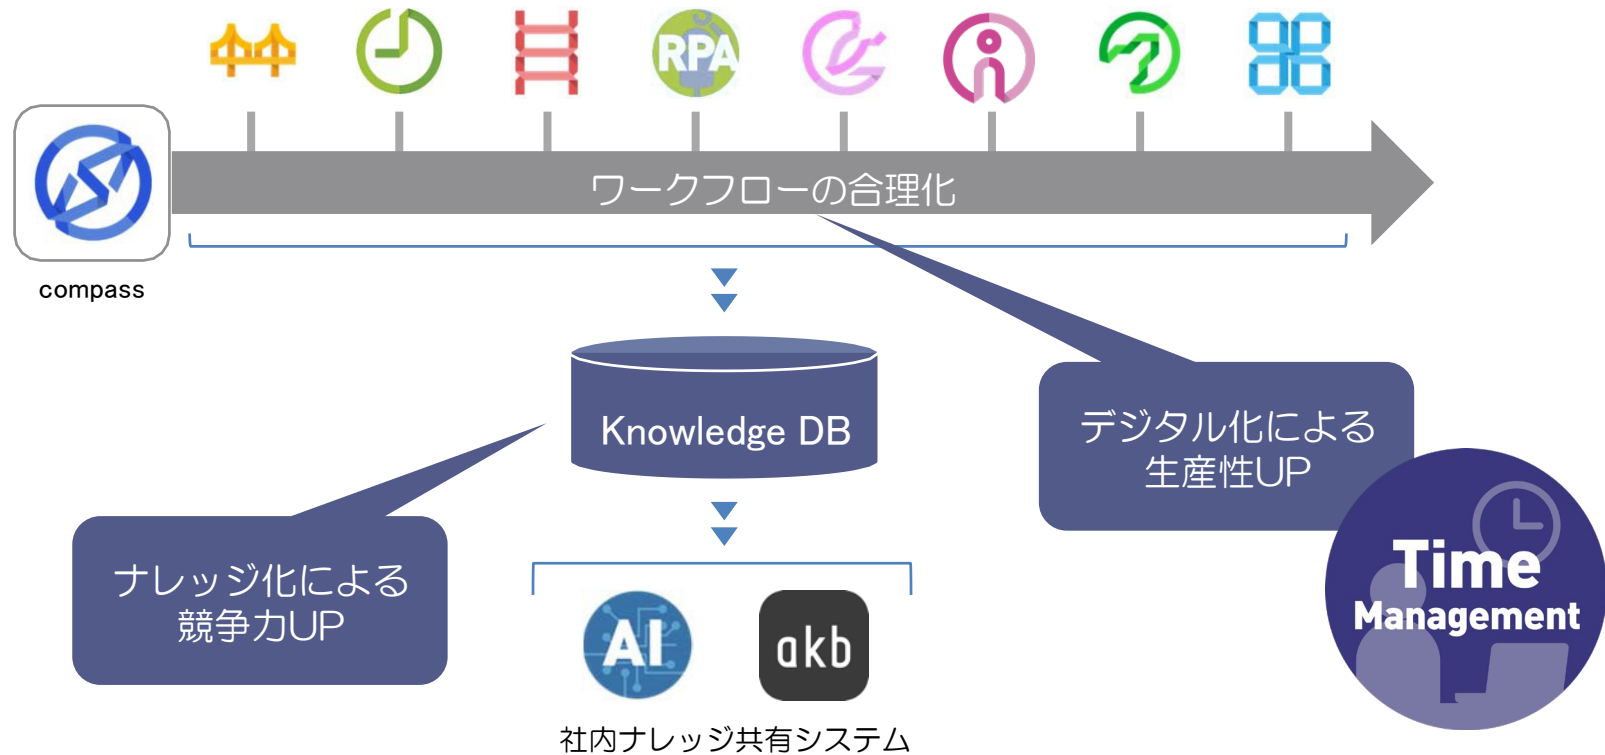 RPA
ワークフローの合理化
compass
Knowledge DB
デジタル化による
生産性UP
Time
Management
ナレッジ化による
競争力UP
AI
akb
社内ナレッジ共有システム